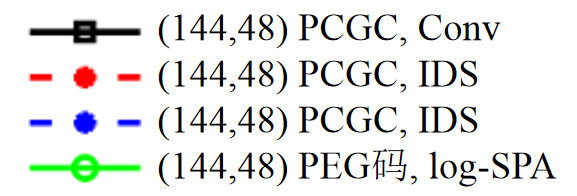 (144,48) PCGC, Conv
(144,48) PCGC, IDS
(144,48) PCGC, IDS
(144,48) PEG码, log-SPA